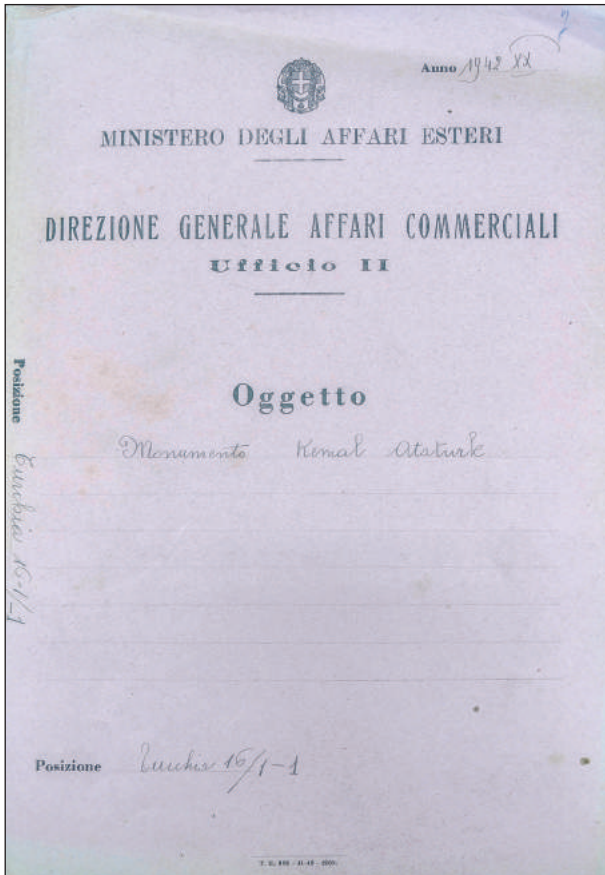 Anno 1942 XX
MINISTERO DEGLI AFFARI ESTERI
DIREZIONE GENERALE AFFARI COMMERCIALI
Ufficio II
Oggetto
Monumento Kemal Ataturk
Posizione Turchia 16-1/1
Posizione Turchia 16/1-1